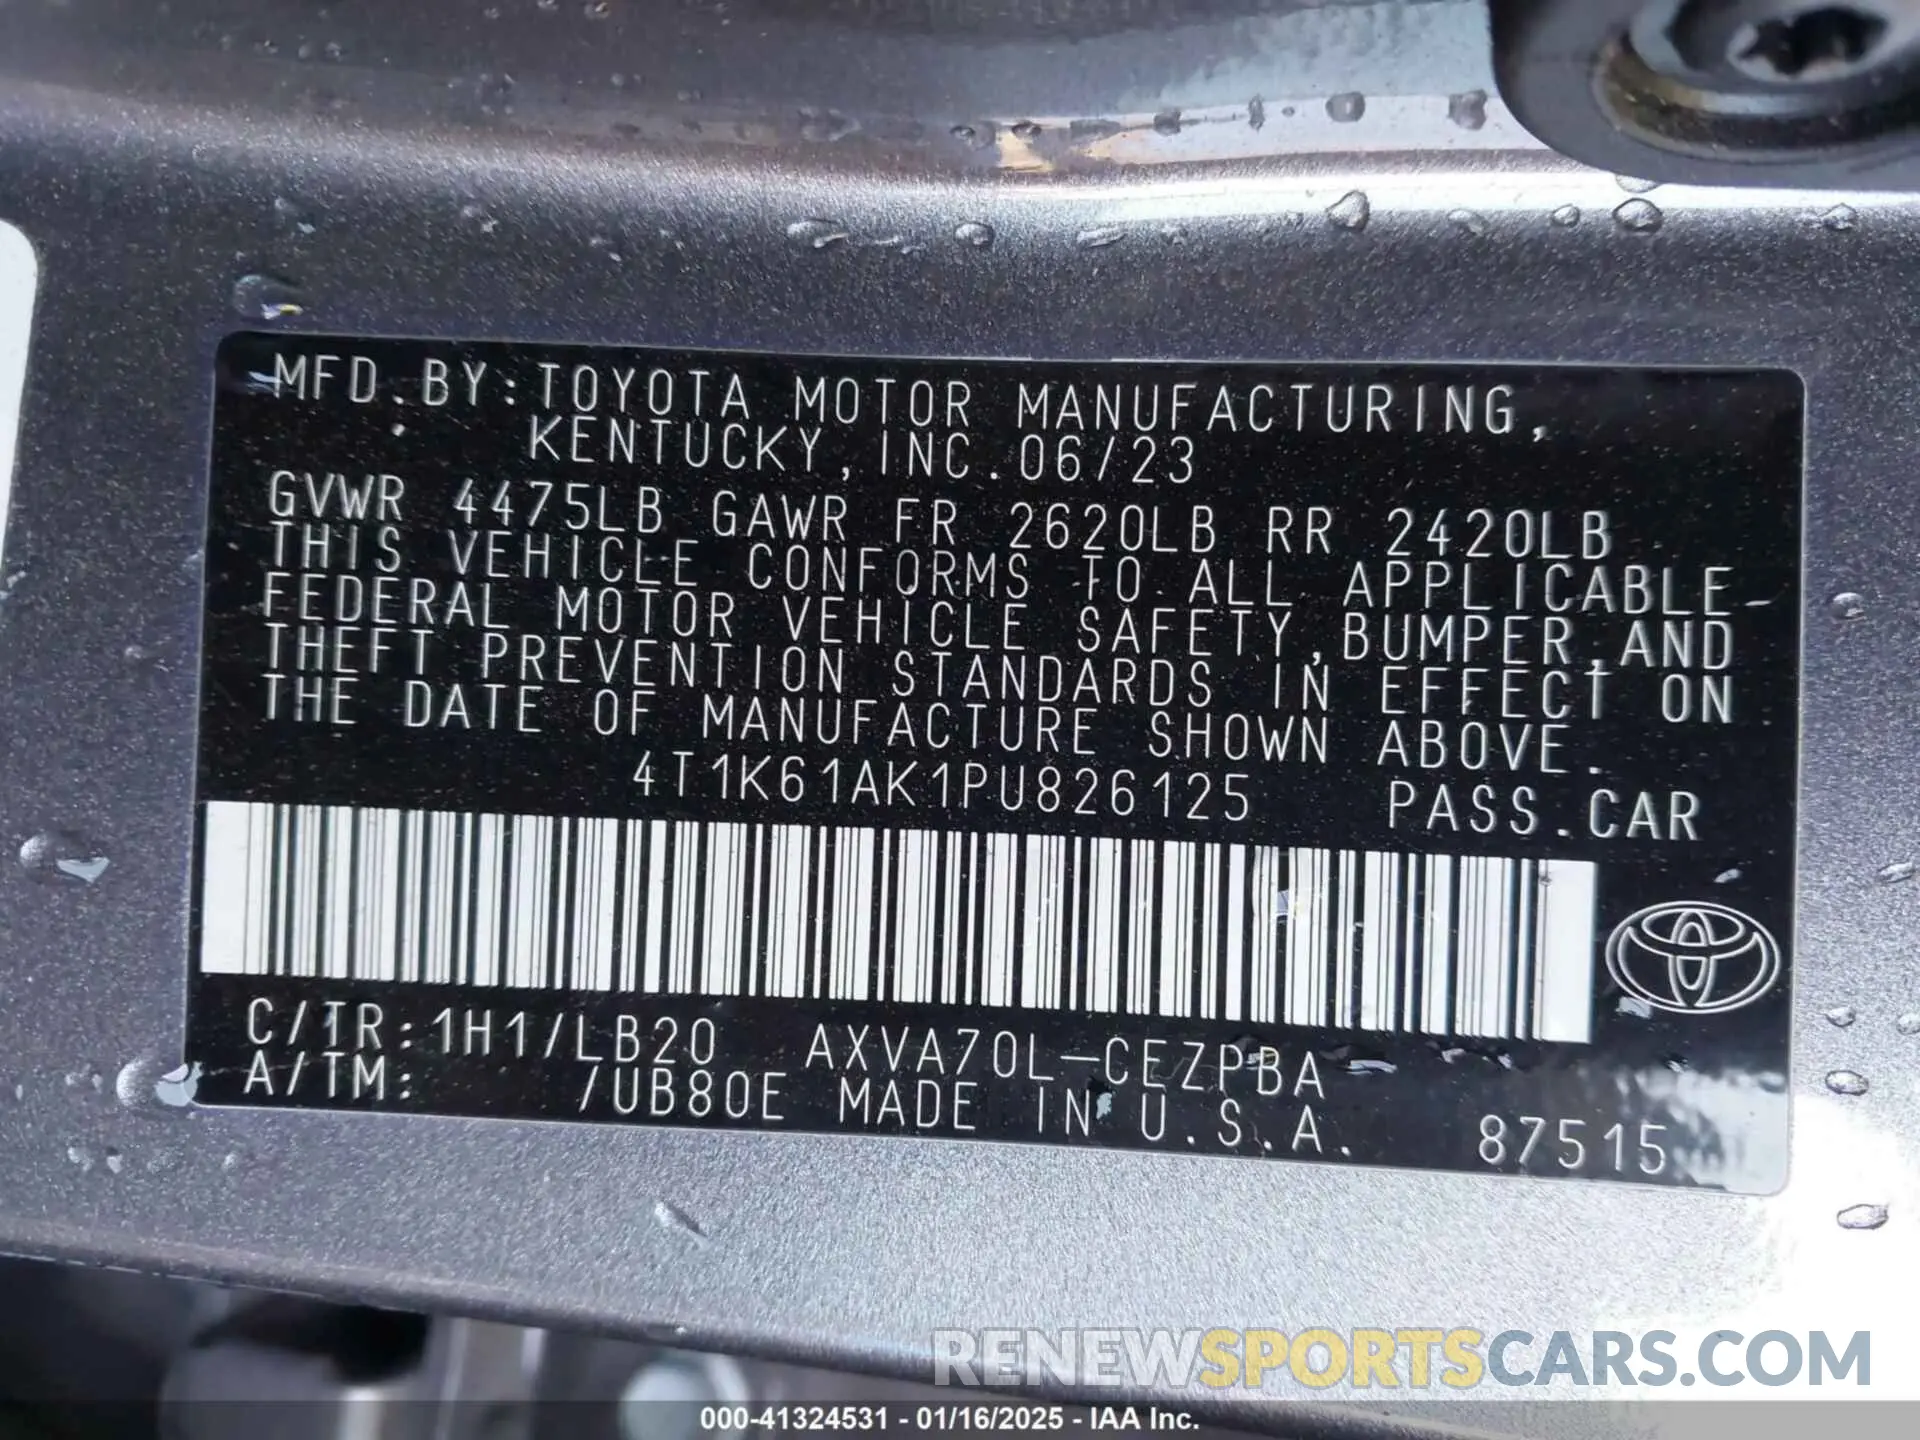 MFD.BY:TOYOTA MOTOR MANUFACTURING,
KENTUCKY,INC.06/23
GVWR 4475LB GAWR FR 2620LB RR 2420LB
THIS VEHICLE CONFORMS TO ALL APPLICABLE
FEDERAL MOTOR VEHICLE SAFETY,BUMPER,AND
THEFT PREVENTION STANDARDS IN EFFECT ON
THE DATE OF MANUFACTURE SHOWN ABOVE.
4T1K61AK1PU826125 PASS.CAR
C/TR:1H1/LB20 AXVA70L-CEZPBA
A/TM: /UB80E MADE IN U.S.A. 87515
RENEWSPORTSCARS.COM
000-41324531 - 01/16/2025 - IAA Inc.